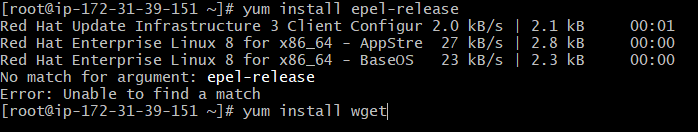 [root@ip-172-31-39-151 ~]# yum install epel-release
Red Hat Update Infrastructure 3 Client Configur 2.0 kB/s | 2.1 kB     00:01
Red Hat Enterprise Linux 8 for x86_64 - AppStre  27 kB/s | 2.8 kB     00:00
Red Hat Enterprise Linux 8 for x86_64 - BaseOS   23 kB/s | 2.3 kB     00:00
No match for argument: epel-release
Error: Unable to find a match
[root@ip-172-31-39-151 ~]# yum install wget